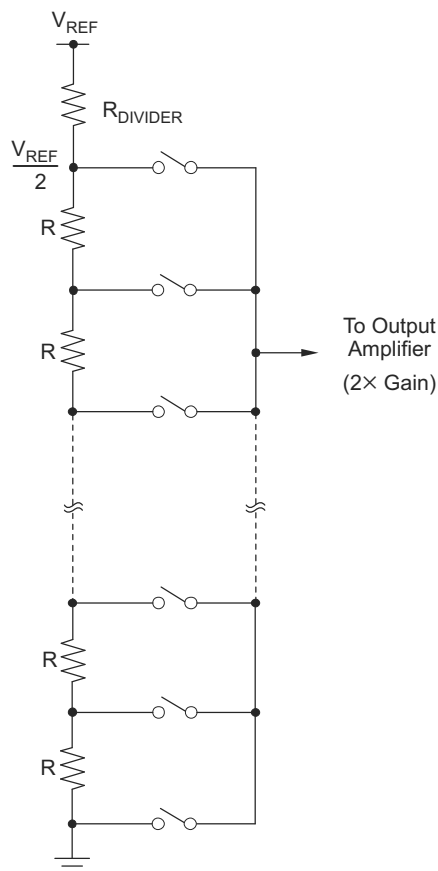 V_REF
R_DIVIDER
V_REF
2
R
R
To Output
Amplifier
(2× Gain)
R
R